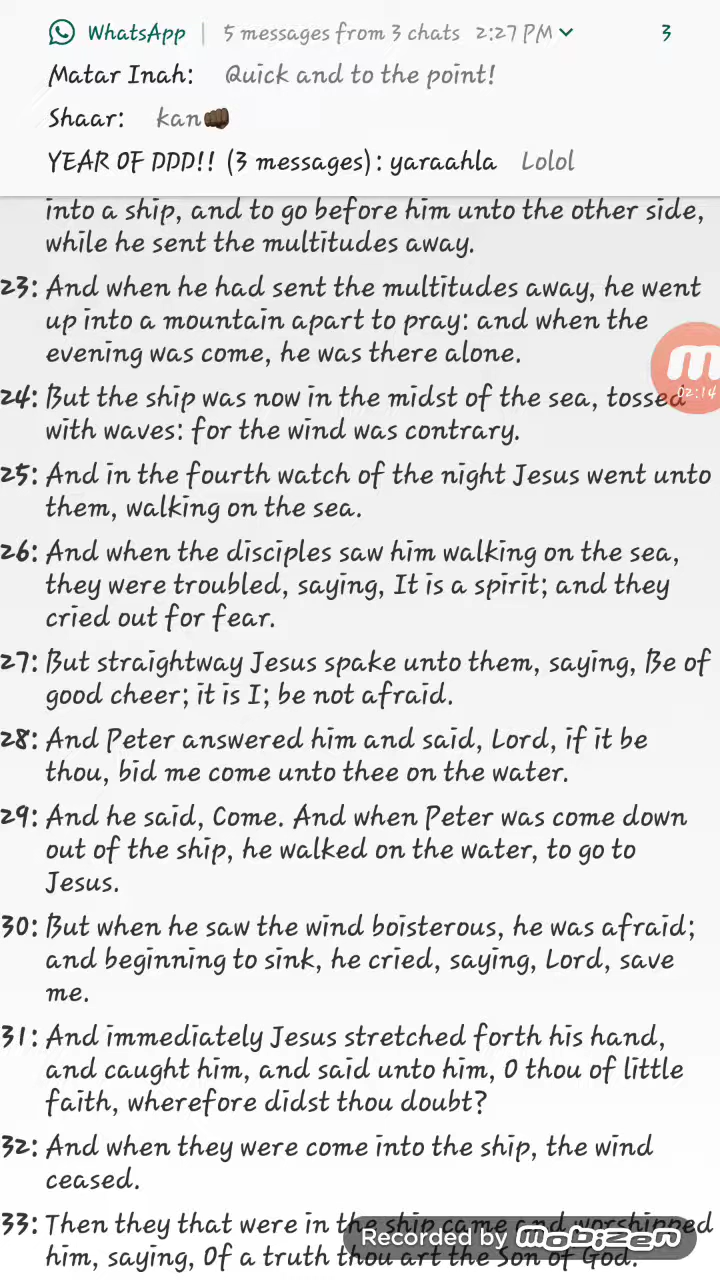 WhatsApp | 5 messages from 3 chats 2:27 PM 3
Matar Inah: Quick and to the point!
Shaar: kan👊🏿
YEAR OF DDD!! (3 messages): yaraahla Lolol
into a ship, and to go before him unto the other side,
while he sent the multitudes away.
23: And when he had sent the multitudes away, he went
up into a mountain apart to pray: and when the
evening was come, he was there alone.
24: But the ship was now in the midst of the sea, tossed
with waves: for the wind was contrary.
02:14
25: And in the fourth watch of the night Jesus went unto
them, walking on the sea.
26: And when the disciples saw him walking on the sea,
they were troubled, saying, It is a spirit; and they
cried out for fear.
27: But straightway Jesus spake unto them, saying, Be of
good cheer; it is I; be not afraid.
28: And Peter answered him and said, Lord, if it be
thou, bid me come unto thee on the water.
29: And he said, Come. And when Peter was come down
out of the ship, he walked on the water, to go to
Jesus.
30: But when he saw the wind boisterous, he was afraid;
and beginning to sink, he cried, saying, Lord, save
me.
31: And immediately Jesus stretched forth his hand,
and caught him, and said unto him, O thou of little
faith, wherefore didst thou doubt?
32: And when they were come into the ship, the wind
ceased.
33: Then they that were in the ship came and worshipped
him, saying, Of a truth thou art the Son of God.
Recorded by mobizen